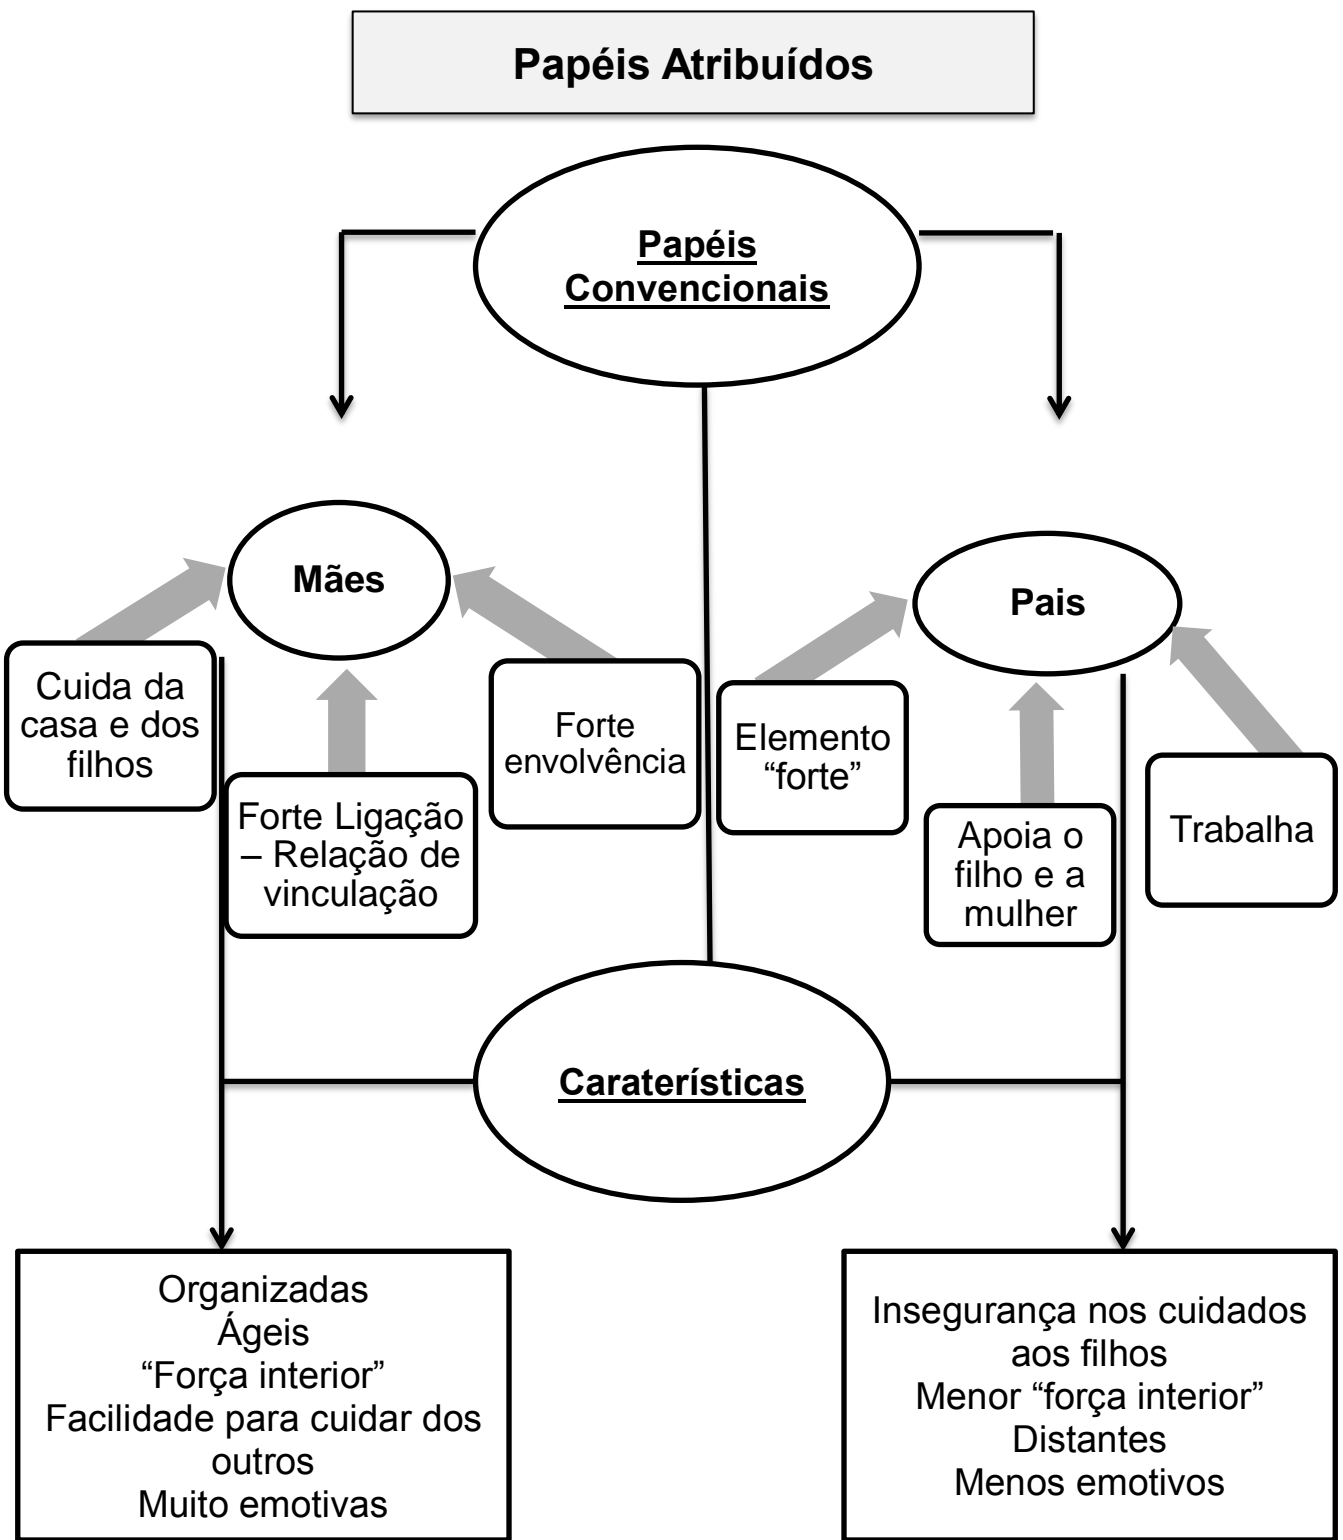 Papéis Atribuídos
Papéis
Convencionais
Mães
Pais
Cuida da
casa e dos
filhos
Forte Ligação
– Relação de
vinculação
Forte
envolvência
Elemento
“forte”
Apoia o
filho e a
mulher
Trabalha
Caraterísticas
Organizadas
Ágeis
“Força interior”
Facilidade para cuidar dos
outros
Muito emotivas
Insegurança nos cuidados
aos filhos
Menor “força interior”
Distantes
Menos emotivos